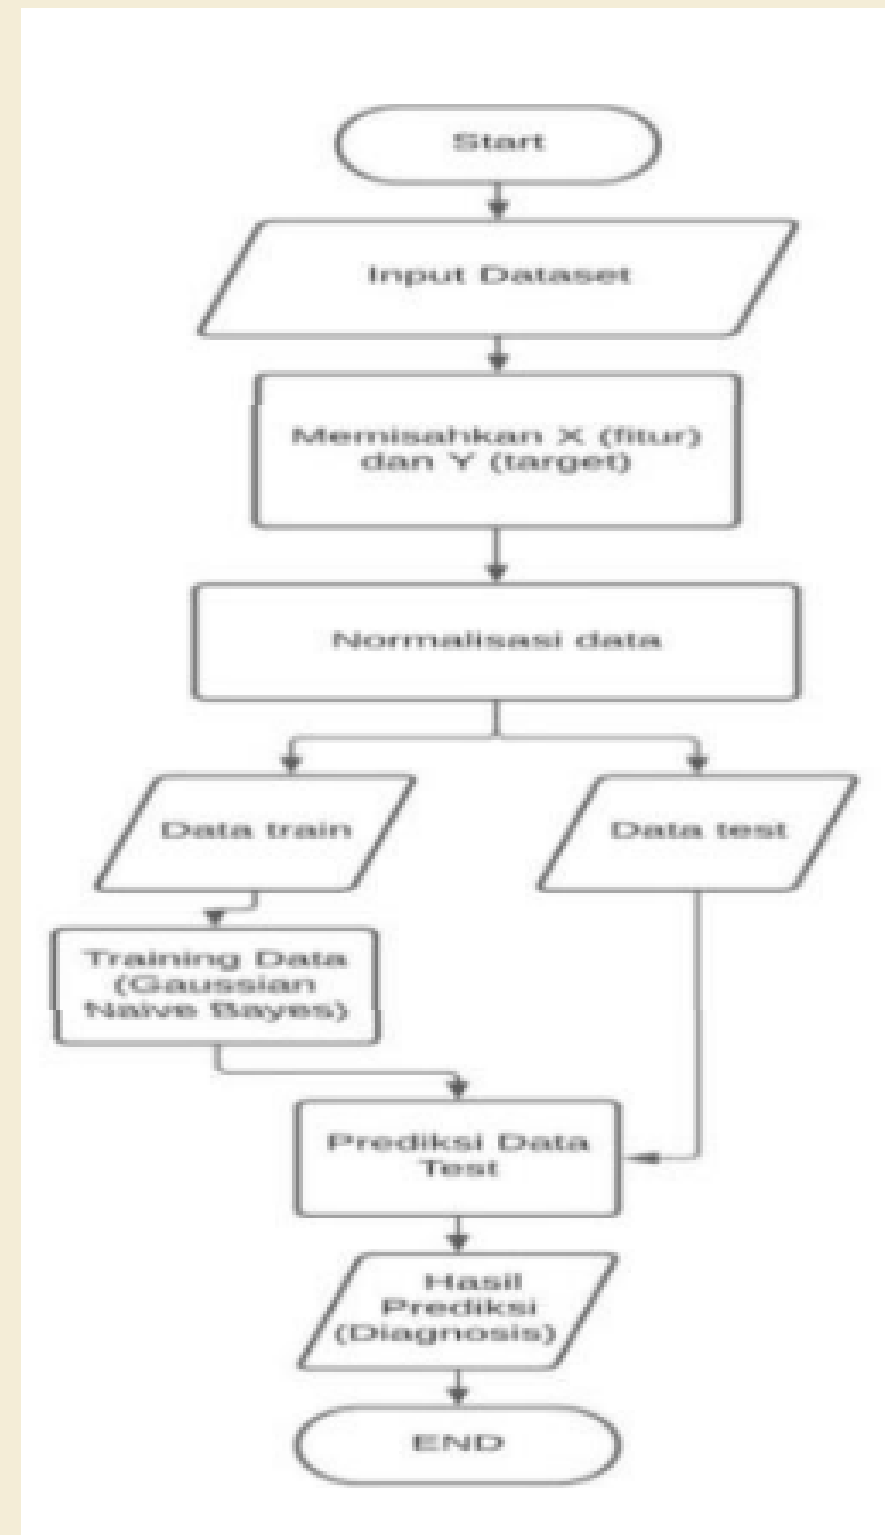 Start
Input Dataset
Memisahkan X (fitur)
dan Y (target)
Normalisasi data
Data train
Data test
Training Data
(Gaussian
Naive Bayes)
Prediksi Data
Test
Hasil
Prediksi
(Diagnosis)
END